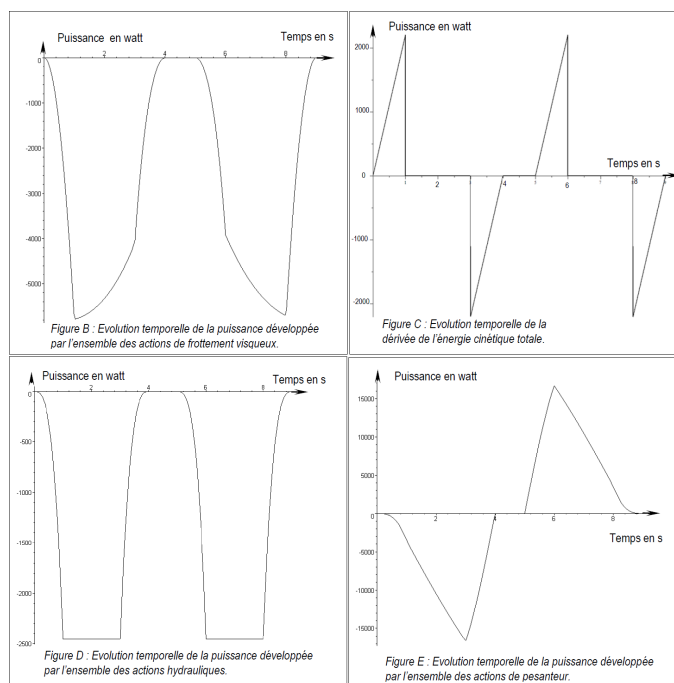 Puissance en watt
Temps en s
0
2
4
6
8
-1000
-2000
-3000
-4000
-5000
Figure B : Evolution temporelle de la puissance développée
par l'ensemble des actions de frottement visqueux.
Puissance en watt
2000
1000
Temps en s
0
1
2
3
4
5
6
7
8
9
-1000
-2000
Figure C : Evolution temporelle de la
dérivée de l'énergie cinétique totale.
Puissance en watt
Temps en s
0
2
4
6
8
-500
-1000
-1500
-2000
-2500
Figure D : Evolution temporelle de la puissance développée
par l'ensemble des actions hydrauliques.
Puissance en watt
15000
10000
5000
0
2
4
6
8
Temps en s
-5000
-10000
-15000
Figure E : Evolution temporelle de la puissance développée
par l'ensemble des actions de pesanteur.